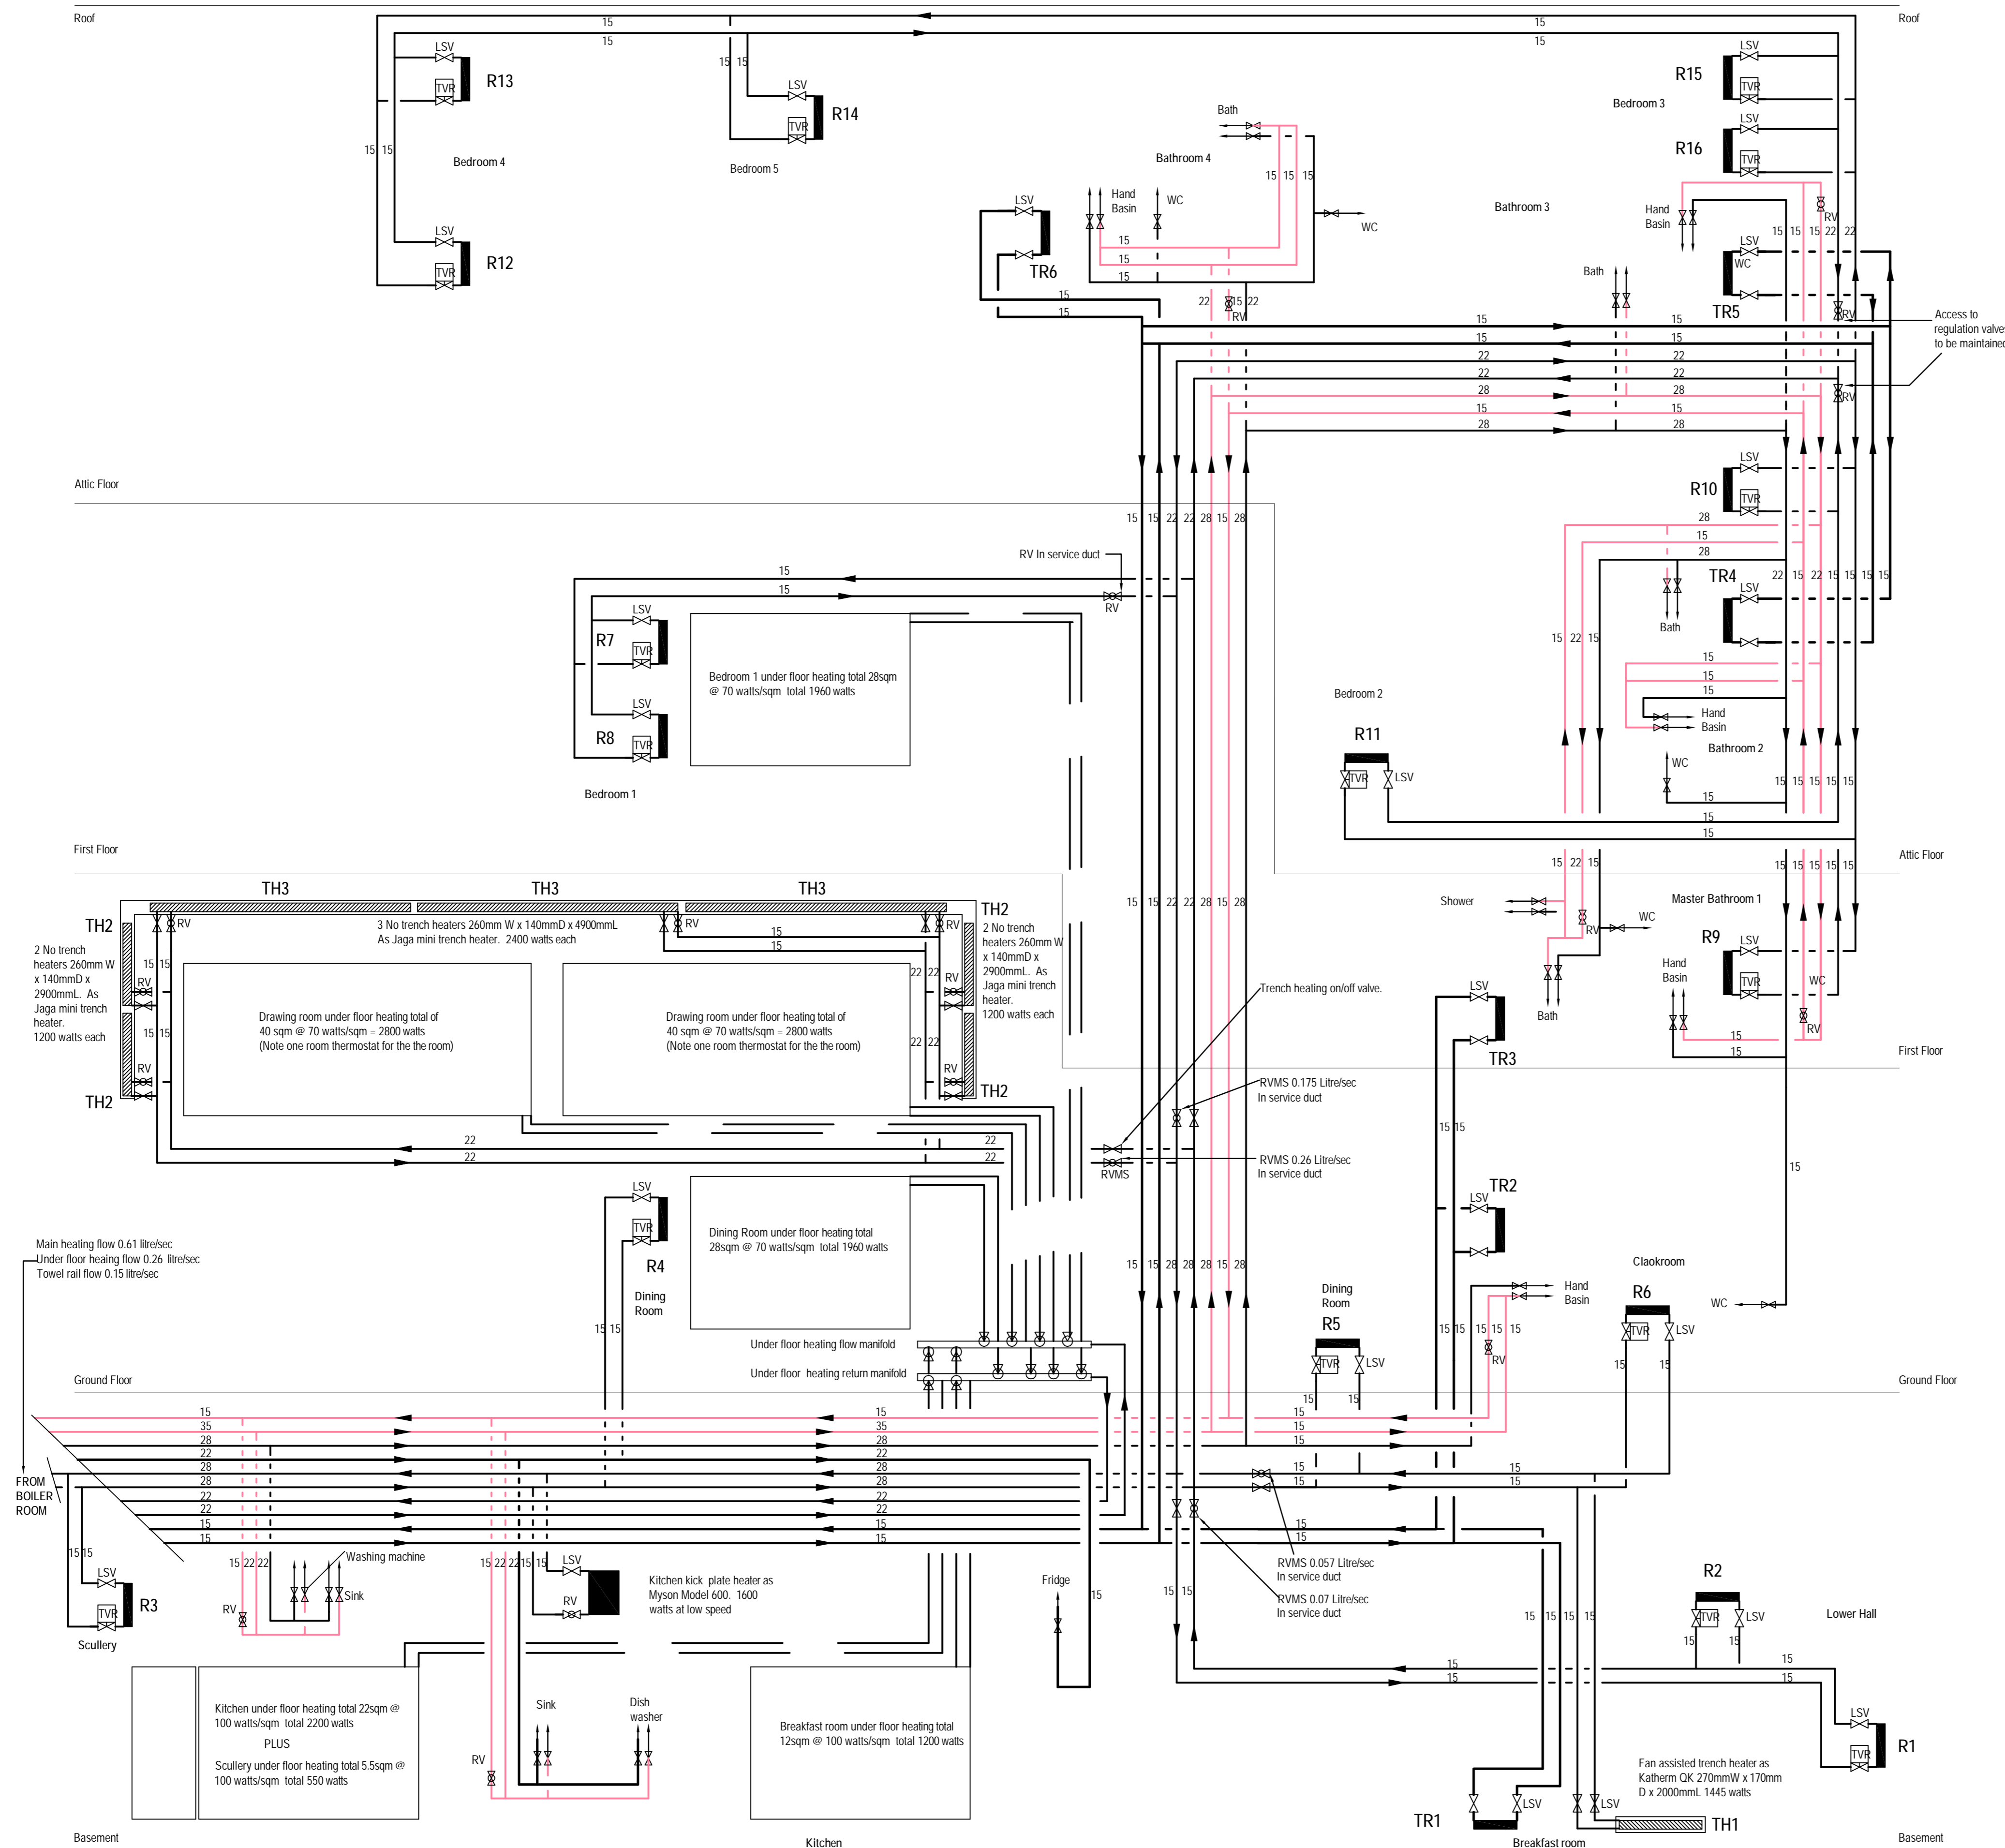 Roof
Roof
15
15
15
15
LSV
TVR
R13
15 15
LSV
TVR
R14
15 15
Bedroom 4
Bedroom 5
LSV
TVR
R12
LSV
TVR
R15
Bedroom 3
LSV
TVR
R16
Bath
Bathroom 4
15 15 15
Hand
Basin
WC
WC
LSV
TR6
15
15
15
15
15
22 15 22
RV
Bathroom 3
Hand
Basin
RV
15 15 15 22 22
LSV
WC
TR5
Bath
RV
Access to
regulation valves
to be maintained
15 15
15 15
22 22
22 22
28 28
15 15
28 28
RV
Attic Floor
LSV
TVR
R10
15 15 22 22 28 15 28
28
15
28
RV In service duct
15
15
RV
LSV
R7
TVR
LSV
R8
TVR
Bedroom 1
Bedroom 1 under floor heating total 28sqm
@ 70 watts/sqm total 1960 watts
22 15 22 15 15 15 15
TR4
LSV
Bath
15 22 15
15
15
15
Hand
Basin
Bathroom 2
Bedroom 2
R11
TVR
LSV
WC
15
15 15 15 15 15
15
15
First Floor
Attic Floor
15 22 15
15 15 15 15 15
TH3
TH3
TH3
TH2
RV
RV
RV
TH2
3 No trench heaters 260mm W x 140mmD x 4900mmL
As Jaga mini trench heater. 2400 watts each
15
15
2 No trench
heaters 260mm W
x 140mmD x
2900mmL. As
Jaga mini trench
heater.
1200 watts each
2 No trench
heaters 260mm W
x 140mmD x
2900mmL. As
Jaga mini trench
heater.
1200 watts each
15 15
22 22
RV
RV
Drawing room under floor heating total of
40 sqm @ 70 watts/sqm = 2800 watts
(Note one room thermostat for the the room)
Drawing room under floor heating total of
40 sqm @ 70 watts/sqm = 2800 watts
(Note one room thermostat for the the room)
15 15
22 22
RV
RV
TH2
TH2
15 15 22 22 28 15 28
Shower
Master Bathroom 1
RV
WC
Bath
R9
LSV
TVR
Hand
Basin
WC
RV
15
15
Trench heating on/off valve.
LSV
TR3
First Floor
RVMS 0.175 Litre/sec
In service duct
15 15
22
22
22
22
RVMS
RVMS 0.26 Litre/sec
In service duct
15
TR2
LSV
LSV
TVR
R4
Dining
Room
15 15
Dining Room under floor heating total
28sqm @ 70 watts/sqm total 1960 watts
Main heating flow 0.61 litre/sec
Under floor heaing flow 0.26 litre/sec
Towel rail flow 0.15 litre/sec
15 15 28 28 28 15 28
Dining
Room
R5
TVR
LSV
15 15
15 15 15 15 15
RV
Hand
Basin
Claokroom
R6
TVR
LSV
15 15
WC
Under floor heating flow manifold
Under floor heating return manifold
Ground Floor
Ground Floor
15 15 15
35 35 15
28 28 15
22 22
28 28 15 15
28 28 15 15
22 22
22 22
15 15 15
15 15 15
FROM
BOILER
ROOM
15 15
LSV
TVR
R3
Scullery
15 22 22
Washing machine
Sink
RV
15 22 22 15 15
LSV
RV
Kitchen kick plate heater as
Myson Model 600. 1600
watts at low speed
Fridge
15
15 15
RVMS 0.057 Litre/sec
In service duct
RVMS 0.07 Litre/sec
In service duct
15 15 15 15
R2
TVR
LSV
15 15
Lower Hall
15 15
15 15
Kitchen under floor heating total 22sqm @
100 watts/sqm total 2200 watts
PLUS
Scullery under floor heating total 5.5sqm @
100 watts/sqm total 550 watts
RV
Sink
Dish
washer
Breakfast room under floor heating total
12sqm @ 100 watts/sqm total 1200 watts
LSV
TVR
R1
Fan assisted trench heater as
Katherm QK 270mmW x 170mm
D x 2000mmL 1445 watts
TR1
LSV
LSV
TH1
Basement
Kitchen
Breakfast room
Basement